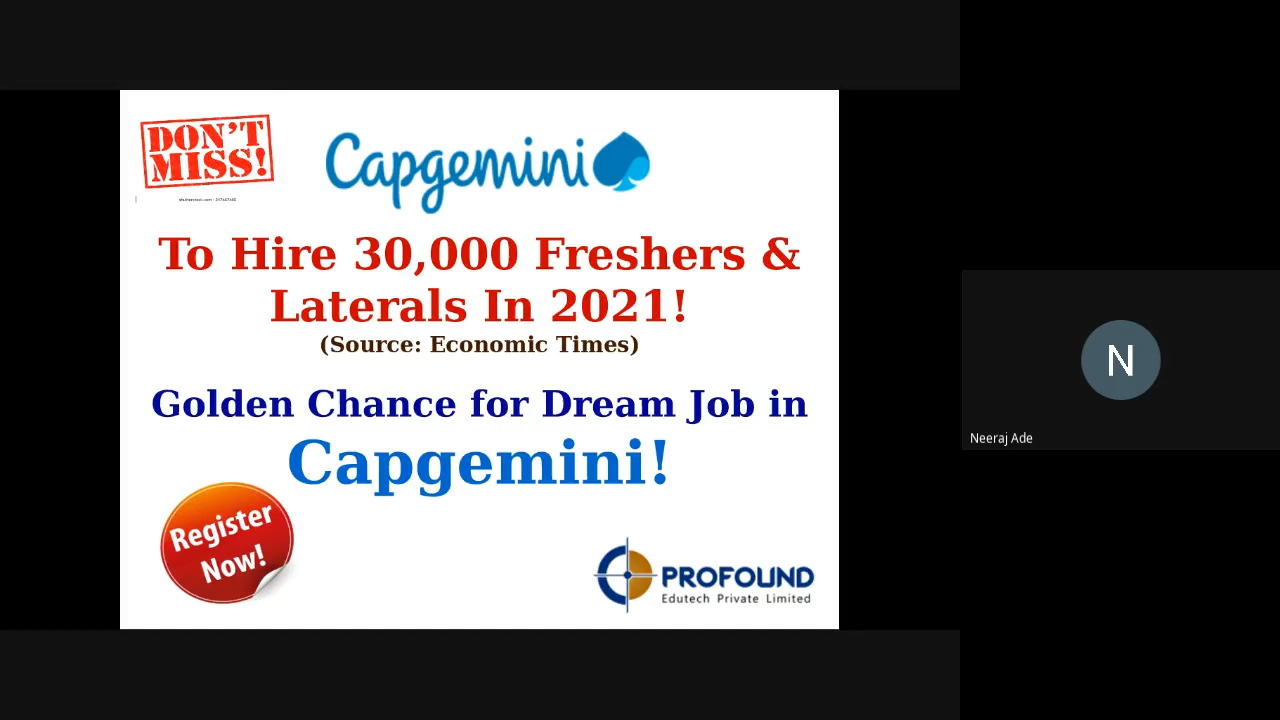 DON'T
MISS!
Capgemini
To Hire 30,000 Freshers &
Laterals In 2021!
(Source: Economic Times)
Golden Chance for Dream Job in
Capgemini!
Register
Now!
PROFOUND
Edutech Private Limited
N
Neeraj Ade